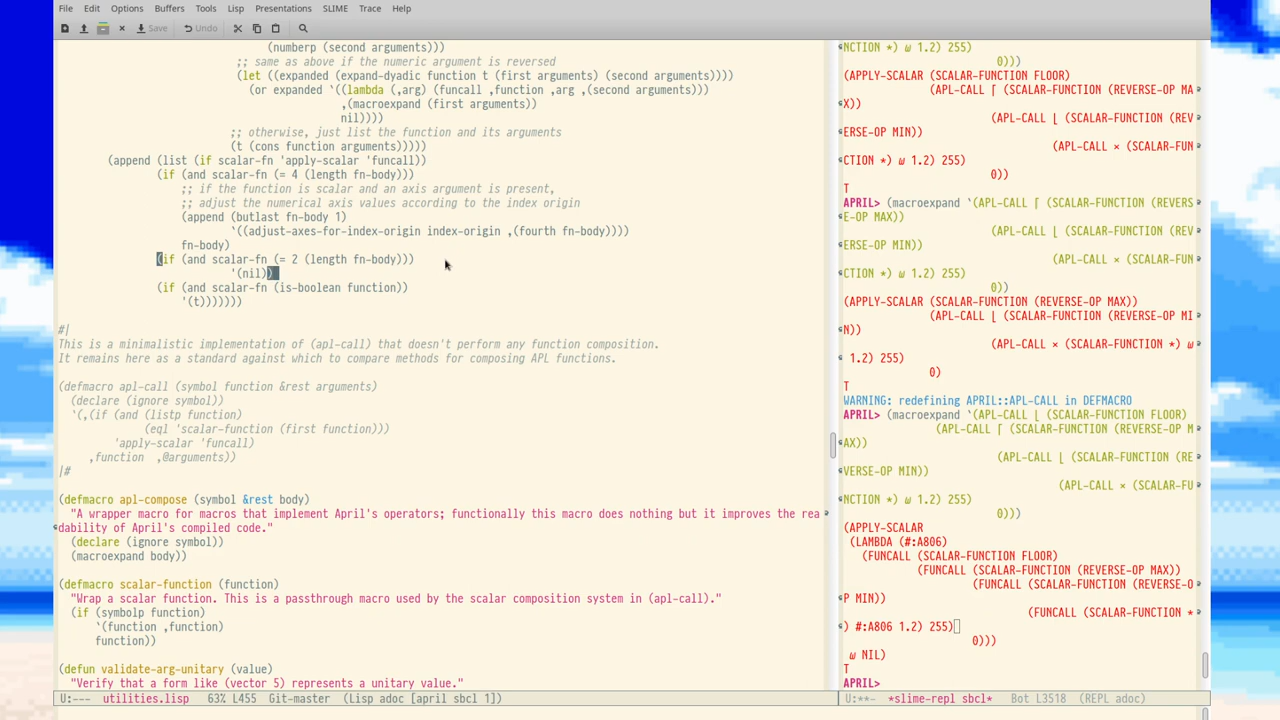 File Edit Options Buffers Tools Lisp Presentations SLIME Trace Help
Save Undo
(numberp (second arguments)))
;; same as above if the numeric argument is reversed
(let ((expanded (expand-dyadic function t (first arguments) (second arguments))))
(or expanded `((lambda (,arg) (funcall ,function ,arg ,(second arguments)))
,(macroexpand (first arguments))
nil))))
;; otherwise, just list the function and its arguments
(t (cons function arguments)))))
(append (list (if scalar-fn 'apply-scalar 'funcall))
(if (and scalar-fn (= 4 (length fn-body)))
;; if the function is scalar and an axis argument is present,
;; adjust the numerical axis values according to the index origin
(append (butlast fn-body 1)
`((adjust-axes-for-index-origin index-origin ,(fourth fn-body))))
fn-body)
(if (and scalar-fn (= 2 (length fn-body)))
'(nil))
(if (and scalar-fn (is-boolean function))
'(t)))))))
#|
This is a minimalistic implementation of (apl-call) that doesn't perform any function composition.
It remains here as a standard against which to compare methods for composing APL functions.
(defmacro apl-call (symbol function &rest arguments)
(declare (ignore symbol))
`(,(if (and (listp function)
(eql 'scalar-function (first function)))
'apply-scalar 'funcall)
,function ,@arguments))
|#
(defmacro apl-compose (symbol &rest body)
"A wrapper macro for macros that implement April's operators; functionally this macro does nothing but it improves the rea
dability of April's compiled code."
(declare (ignore symbol))
(macroexpand body))
(defmacro scalar-function (function)
"Wrap a scalar function. This is a passthrough macro used by the scalar composition system in (apl-call)."
(if (symbolp function)
`(function ,function)
function))
(defun validate-arg-unitary (value)
"Verify that a form like (vector 5) represents a unitary value."
U:--- utilities.lisp 63% L455 Git-master (Lisp adoc [april sbcl 1])
NCTION *) ⍵ 1.2) 255)
0)))
(APPLY-SCALAR (SCALAR-FUNCTION FLOOR)
(APL-CALL ⌈ (SCALAR-FUNCTION (REVERSE-OP MA
X))
(APL-CALL ⌊ (SCALAR-FUNCTION (REV
ERSE-OP MIN))
(APL-CALL × (SCALAR-FUN
CTION *) ⍵ 1.2) 255)
0))
T
APRIL> (macroexpand `(APL-CALL ⌈ (SCALAR-FUNCTION (REVERS
E-OP MAX))
(APL-CALL ⌊ (SCALAR-FUNCTION (REV
ERSE-OP MIN))
(APL-CALL × (SCALAR-FUN
CTION *) ⍵ 1.2) 255)
0))
(APPLY-SCALAR (SCALAR-FUNCTION (REVERSE-OP MAX))
(APL-CALL ⌊ (SCALAR-FUNCTION (REVERSE-OP MI
N))
(APL-CALL × (SCALAR-FUNCTION *) ⍵
1.2) 255)
0)
T
WARNING: redefining APRIL::APL-CALL in DEFMACRO
APRIL> (macroexpand `(APL-CALL ⌊ (SCALAR-FUNCTION FLOOR)
(APL-CALL ⌈ (SCALAR-FUNCTION (REVERSE-OP M
AX))
(APL-CALL ⌊ (SCALAR-FUNCTION (RE
VERSE-OP MIN))
(APL-CALL × (SCALAR-FU
NCTION *) ⍵ 1.2) 255)
0)))
(APPLY-SCALAR
(LAMBDA (#:A806)
(FUNCALL (SCALAR-FUNCTION FLOOR)
(FUNCALL (SCALAR-FUNCTION (REVERSE-OP MAX))
(FUNCALL (SCALAR-FUNCTION (REVERSE-O
P MIN))
(FUNCALL (SCALAR-FUNCTION *
) #:A806 1.2) 255)
0)))
⍵ NIL)
T
APRIL>
U:**- *slime-repl sbcl* Bot L3518 (REPL adoc)